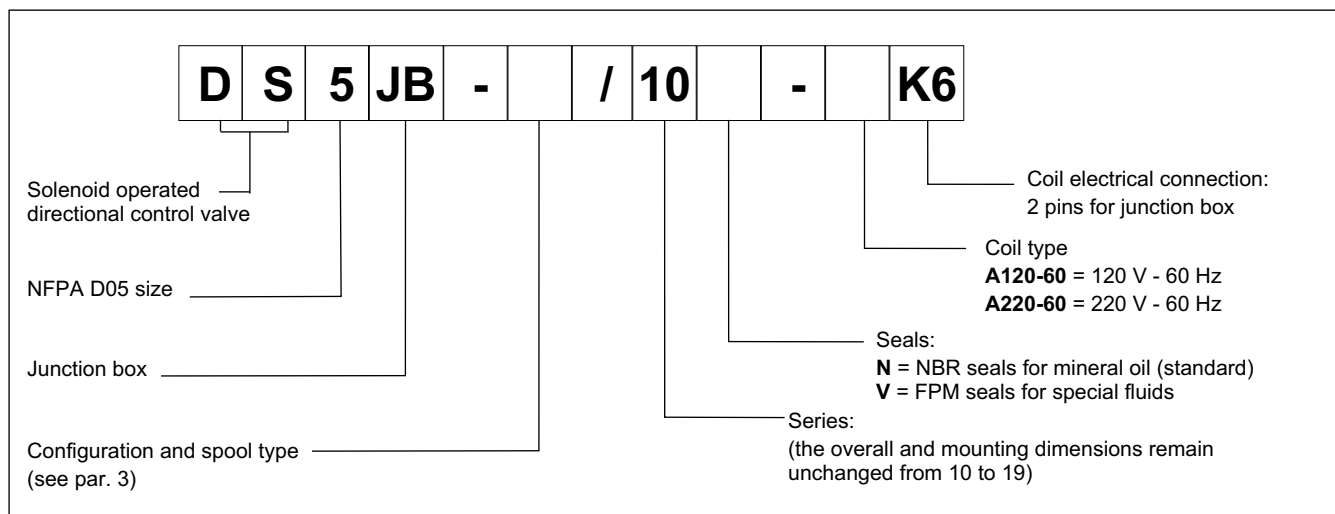 D S 5 JB - / 10 - K6
Solenoid operated
directional control valve
NFPA D05 size
Junction box
Configuration and spool type
(see par. 3)
Coil electrical connection:
2 pins for junction box
Coil type
A120-60 = 120 V - 60 Hz
A220-60 = 220 V - 60 Hz
Seals:
N = NBR seals for mineral oil (standard)
V = FPM seals for special fluids
Series:
(the overall and mounting dimensions remain
unchanged from 10 to 19)